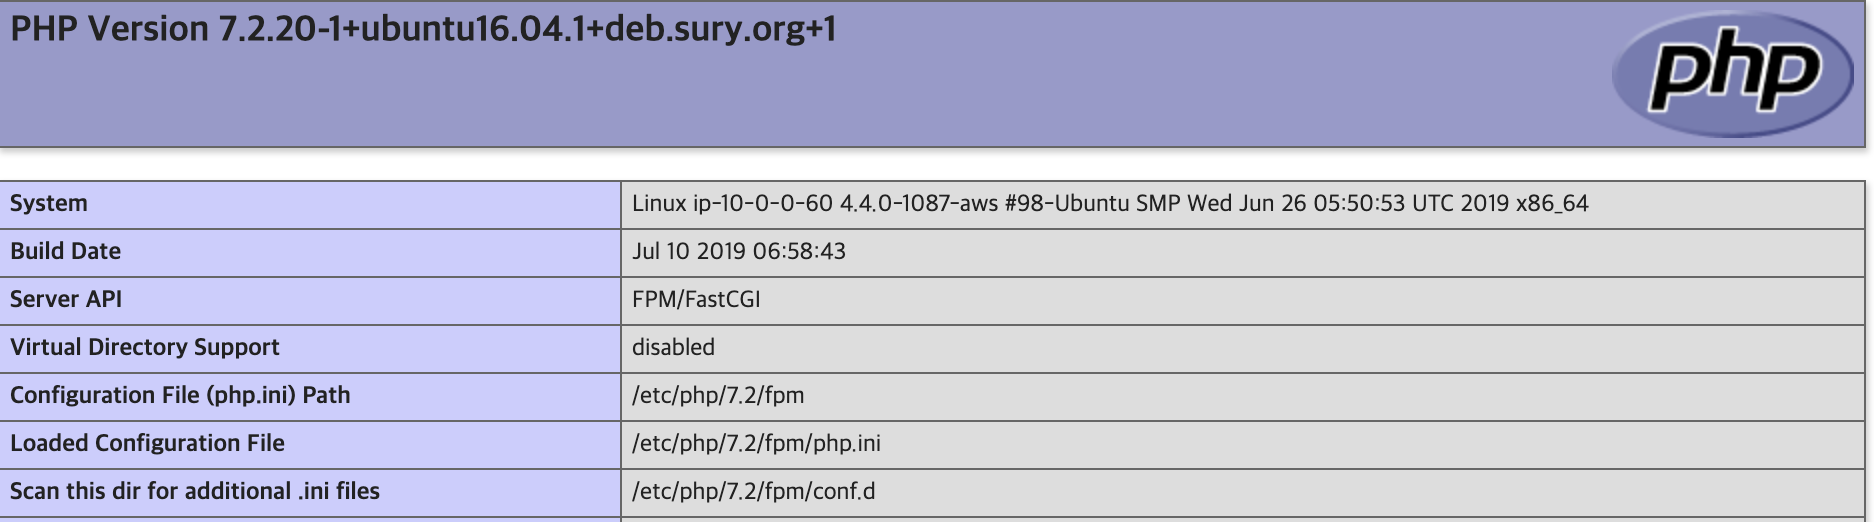 PHP Version 7.2.20-1+ubuntu16.04.1+deb.sury.org+1
php
System Linux ip-10-0-0-60 4.4.0-1087-aws #98-Ubuntu SMP Wed Jun 26 05:50:53 UTC 2019 x86_64
Build Date Jul 10 2019 06:58:43
Server API FPM/FastCGI
Virtual Directory Support disabled
Configuration File (php.ini) Path /etc/php/7.2/fpm
Loaded Configuration File /etc/php/7.2/fpm/php.ini
Scan this dir for additional .ini files /etc/php/7.2/fpm/conf.d